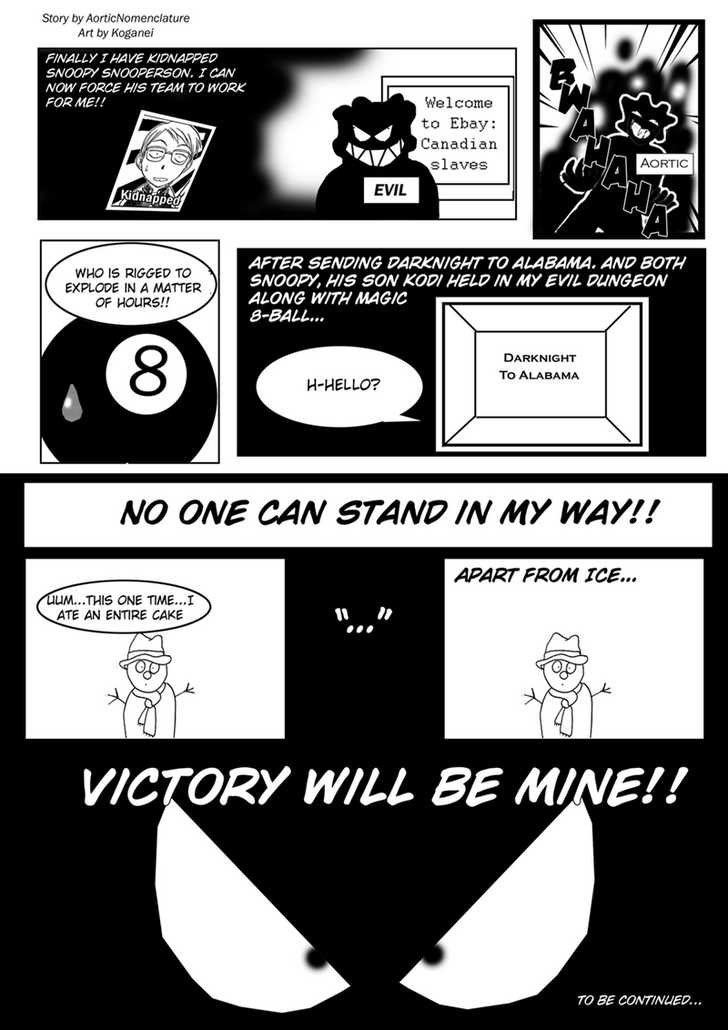 Story by AorticNomenclature
Art by Koganei
FINALLY I HAVE KIDNAPPED
SNOOPY SNOOPERSON. I CAN
NOW FORCE HIS TEAM TO WORK
FOR ME!!
Kidnapped
Welcome
to Ebay:
Canadian
slaves
EVIL
BWAHAHAHA
AORTIC
WHO IS RIGGED TO
EXPLODE IN A MATTER
OF HOURS!!
8
AFTER SENDING DARKNIGHT TO ALABAMA. AND BOTH
SNOOPY, HIS SON KODI HELD IN MY EVIL DUNGEON
ALONG WITH MAGIC
8-BALL...
H-HELLO?
DARKNIGHT
TO ALABAMA
NO ONE CAN STAND IN MY WAY!!
UUM...THIS ONE TIME...I
ATE AN ENTIRE CAKE
"..."
APART FROM ICE...
VICTORY WILL BE MINE!!
TO BE CONTINUED...